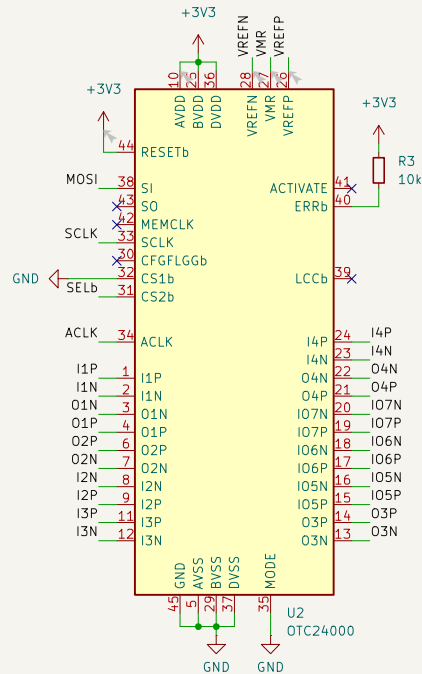 +3V3
VREFN
VMR
VREFP
10
25
36
28
27
26
AVDD
BVDD
DVDD
VREFN
VMR
VREFP
+3V3
+3V3
44
RESETb
R3
10k
MOSI
38
SI
ACTIVATE
41
43
SO
ERRb
40
42
MEMCLK
SCLK
33
SCLK
30
CFGFLGGb
GND
32
CS1b
LCCb
39
SELb
31
CS2b
ACLK
34
ACLK
I4P
24
I4P
I4N
23
I4N
I1P
1
I1P
O4N
22
O4N
I1N
2
I1N
O4P
21
O4P
O1N
3
O1N
IO7N
20
IO7N
O1P
4
O1P
IO7P
19
IO7P
O2P
6
O2P
IO6N
18
IO6N
O2N
7
O2N
IO6P
17
IO6P
I2N
8
I2N
IO5N
16
IO5N
I2P
9
I2P
IO5P
15
IO5P
I3P
11
I3P
O3P
14
O3P
I3N
12
I3N
O3N
13
O3N
GND
AVSS
BVSS
DVSS
MODE
45
5
29
37
35
U2
OTC24000
GND
GND